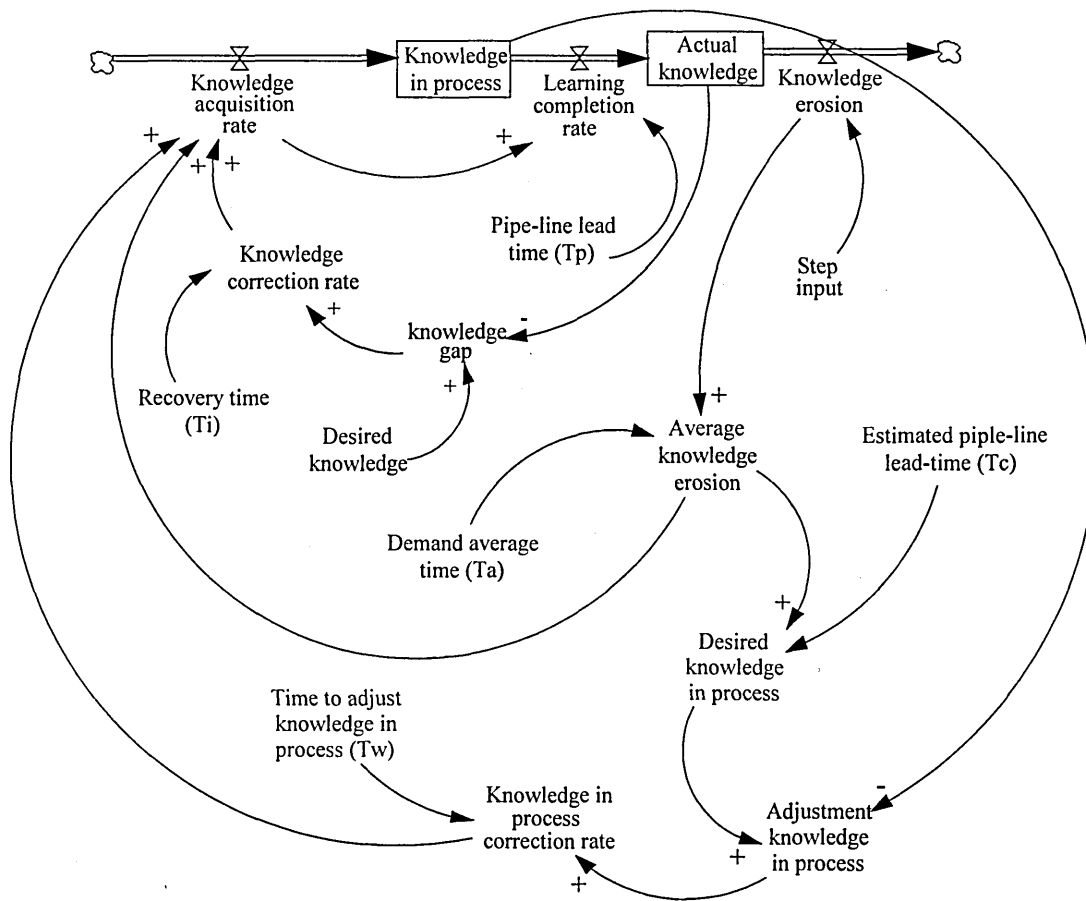 Knowledge
in process
Actual
knowledge
Knowledge
acquisition
rate
Learning
completion
rate
Knowledge
erosion
+
+
+
+
Pipe-line lead
time (Tp)
Step
input
Knowledge
correction rate
+
-
knowledge
gap
+
Recovery time
(Ti)
Desired
knowledge
+
Average
knowledge
erosion
Estimated piple-line
lead-time (Tc)
Demand average
time (Ta)
+
Desired
knowledge
in process
Time to adjust
knowledge in
process (Tw)
-
Knowledge in
process
correction rate
Adjustment
knowledge
in process
+
+